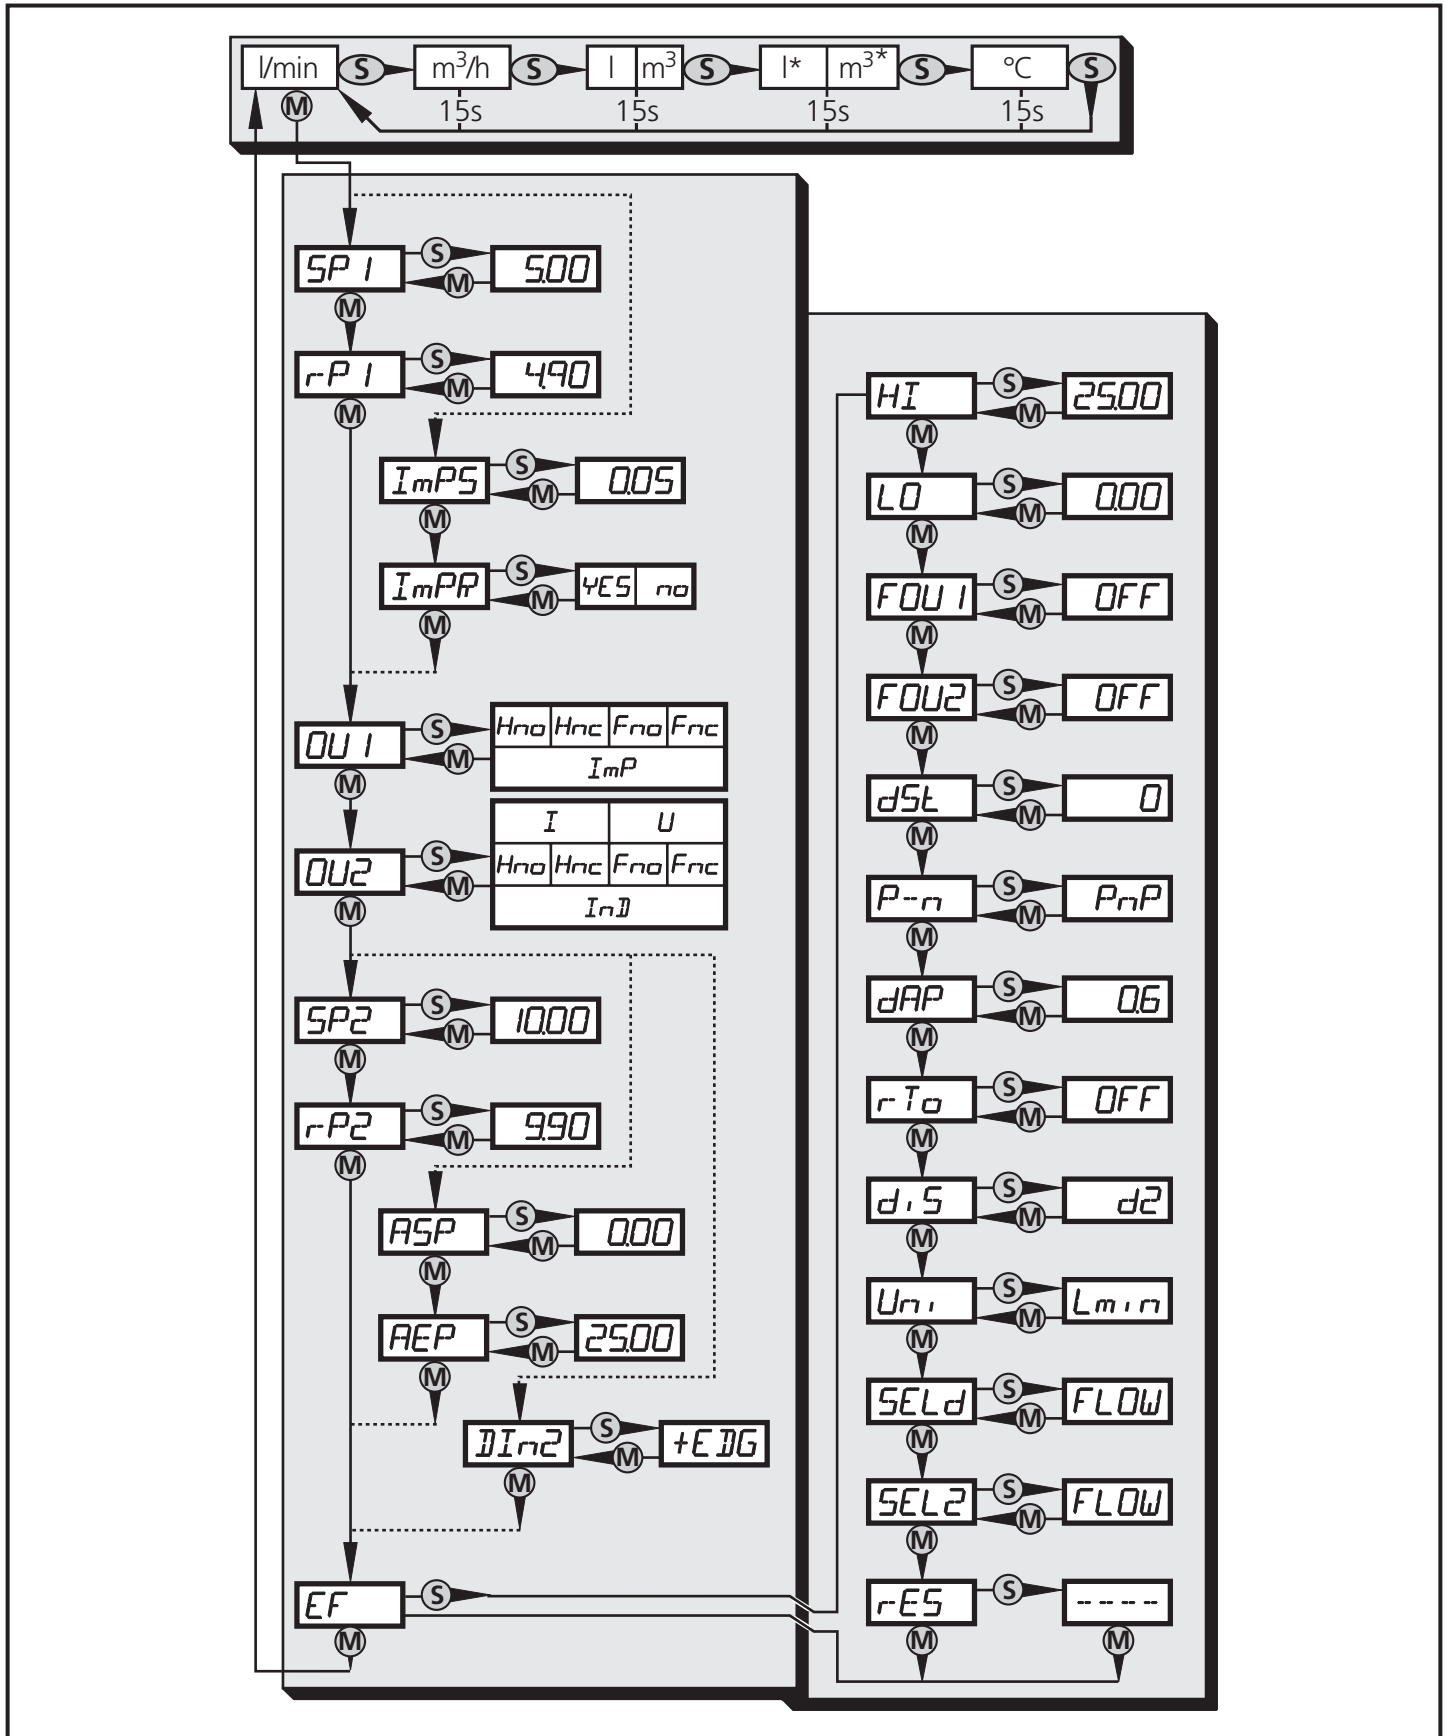 l/min S m³/h S l m³ S l* m³* S °C S
M 15s 15s 15s 15s
SP1 S 5.00
M
M
rP1 S 4.90
M
M
ImPS S 0.05
M
M
ImPR S YES no
M
M
OU1 S Hno Hnc Fno Fnc
M ImP
M
I U
OU2 S Hno Hnc Fno Fnc
M InD
M
SP2 S 10.00
M
M
rP2 S 9.90
M
M
ASP S 0.00
M
M
AEP S 25.00
M
M
DIn2 S +EDG
M
M
EF S
M
HI S 25.00
M
M
LO S 0.00
M
M
FOU1 S OFF
M
M
FOU2 S OFF
M
M
dSt S 0
M
M
P-n S PnP
M
M
dAP S 0.6
M
M
rTo S OFF
M
M
diS S d2
M
M
Uni S Lmin
M
M
SELd S FLOW
M
M
SEL2 S FLOW
M
M
rES S ----
M M